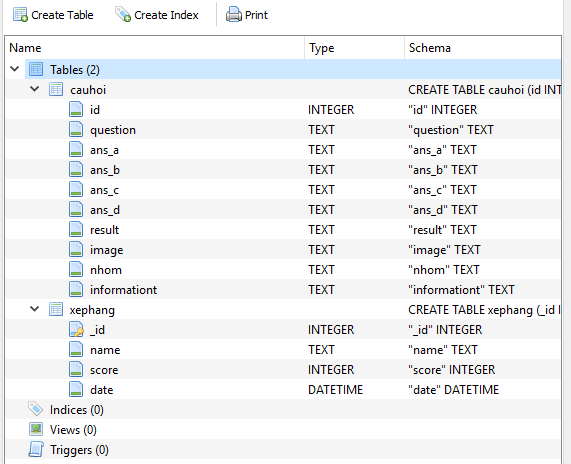 Create Table Create Index Print
Name Type Schema
Tables (2)
cauhoi CREATE TABLE cauhoi (id INT
id INTEGER "id" INTEGER
question TEXT "question" TEXT
ans_a TEXT "ans_a" TEXT
ans_b TEXT "ans_b" TEXT
ans_c TEXT "ans_c" TEXT
ans_d TEXT "ans_d" TEXT
result TEXT "result" TEXT
image TEXT "image" TEXT
nhom TEXT "nhom" TEXT
informationt TEXT "informationt" TEXT
xephang CREATE TABLE xephang (_id I
_id INTEGER "_id" INTEGER
name TEXT "name" TEXT
score INTEGER "score" INTEGER
date DATETIME "date" DATETIME
Indices (0)
Views (0)
Triggers (0)